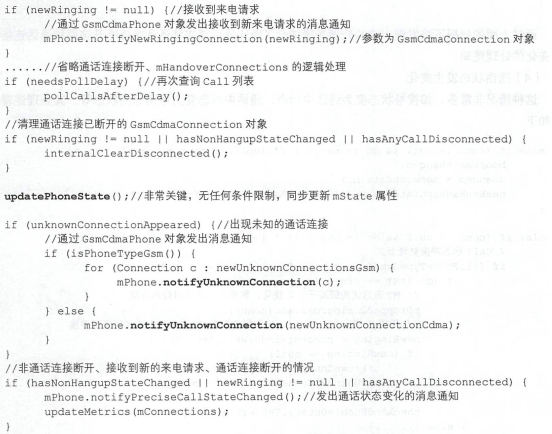 if (newRinging != null) {//接收到来电请求
//通过 GsmCdmaPhone 对象发出接收到新来电请求的消息通知
mPhone.notifyNewRingingConnection(newRinging);//参数为 GsmCdmaConnection 对象
}
......//省略通话连接断开、mHandoverConnections 的逻辑处理
if (needsPollDelay) {//再次查询 Call 列表
pollCallsAfterDelay();
}
//清理通话连接已断开的 GsmCdmaConnection 对象
if (newRinging != null || hasNonHangupStateChanged || hasAnyCallDisconnected) {
internalClearDisconnected();
}
updatePhoneState();//非常关键，无任何条件限制，同步更新 mState 属性
if (unknownConnectionAppeared) {//出现未知的通话连接
//通过 GsmCdmaPhone 对象发出消息通知
if (isPhoneTypeGsm()) {
for (Connection c : newUnknownConnectionsGsm) {
mPhone.notifyUnknownConnection(c);
}
} else {
mPhone.notifyUnknownConnection(newUnknownConnectionCdma);
}
}
//非通话连接断开、接收到新的来电请求、通话连接断开的情况
if (hasNonHangupStateChanged || newRinging != null || hasAnyCallDisconnected) {
mPhone.notifyPreciseCallStateChanged();//发出通话状态变化的消息通知
updateMetrics(mConnections);
}